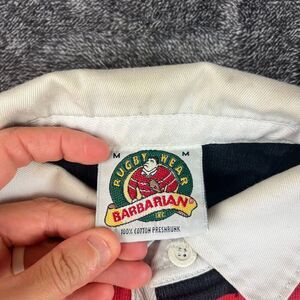 M M
RUGBY WEAR
BARBARIAN
INC.
100% COTTON PRESHRUNK